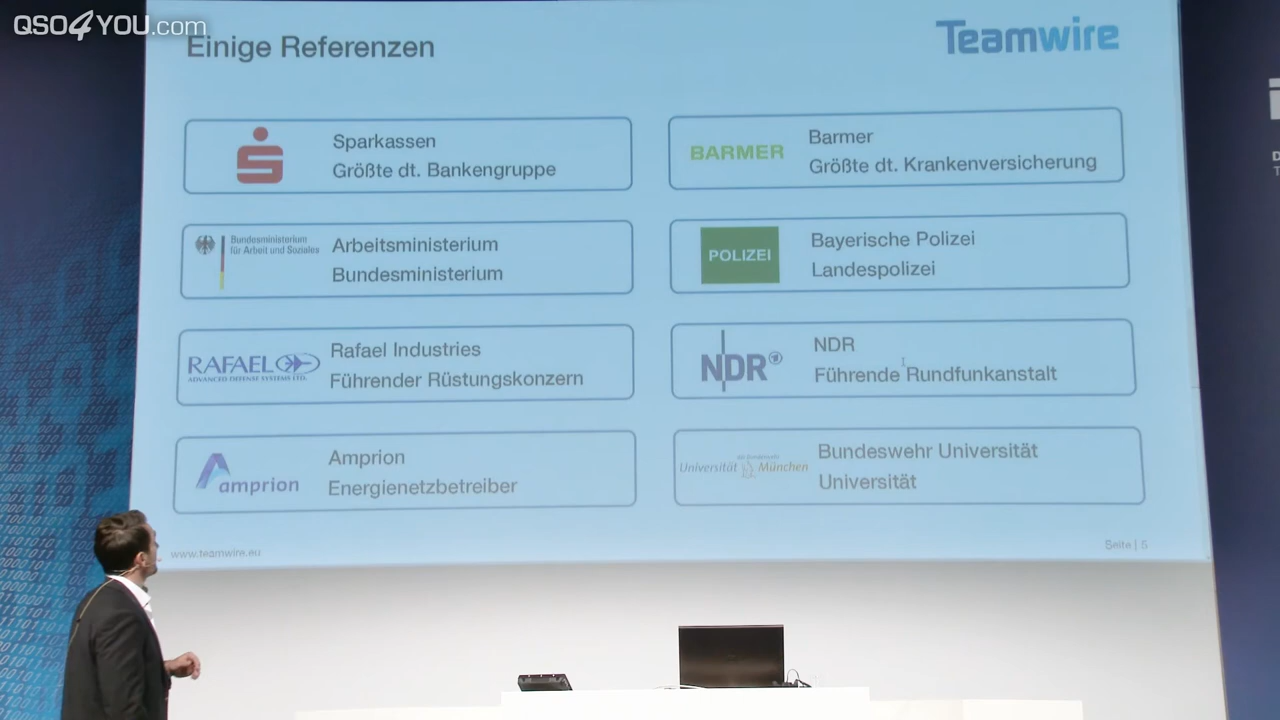 QSO4YOU.com
Einige Referenzen
Teamwire
Sparkassen
Größte dt. Bankengruppe
BARMER
Barmer
Größte dt. Krankenversicherung
Bundesministerium
für Arbeit und Soziales
Arbeitsministerium
Bundesministerium
POLIZEI
Bayerische Polizei
Landespolizei
RAFAEL
ADVANCED DEFENSE SYSTEMS LTD.
Rafael Industries
Führender Rüstungskonzern
NDR
NDR
Führende Rundfunkanstalt
amprion
Amprion
Energienetzbetreiber
Universität München
Bundeswehr Universität
Universität
www.teamwire.eu
Seite | 5